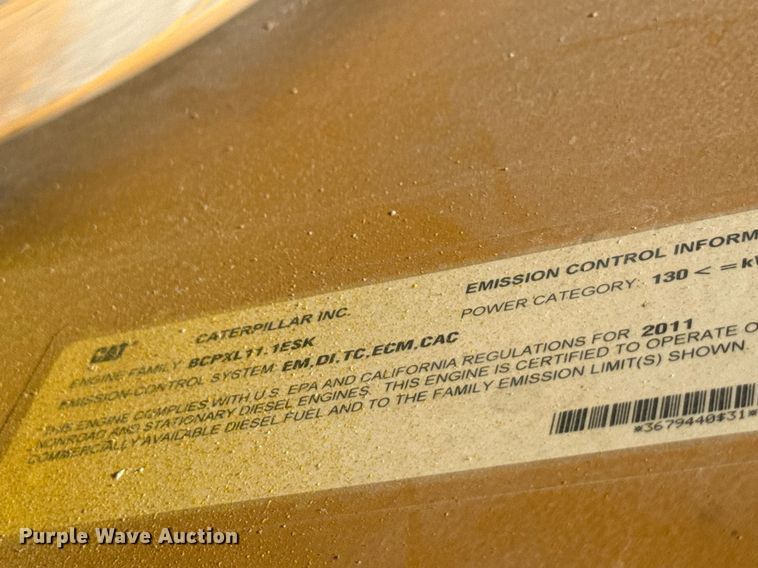 EMISSION CONTROL INFORM
CAT CATERPILLAR INC.
POWER CATEGORY: 130 < =k
ENGINE FAMILY BCPXL11.1ESK
EMISSION CONTROL SYSTEM EM,DI,TC,ECM,CAC
THIS ENGINE COMPLIES WITH U.S. EPA AND CALIFORNIA REGULATIONS FOR 2011
NONROAD AND STATIONARY DIESEL ENGINES. THIS ENGINE IS CERTIFIED TO OPERATE O
COMMERCIALLY AVAILABLE DIESEL FUEL AND TO THE FAMILY EMISSION LIMIT(S) SHOWN.
*3679440$31*
Purple Wave Auction